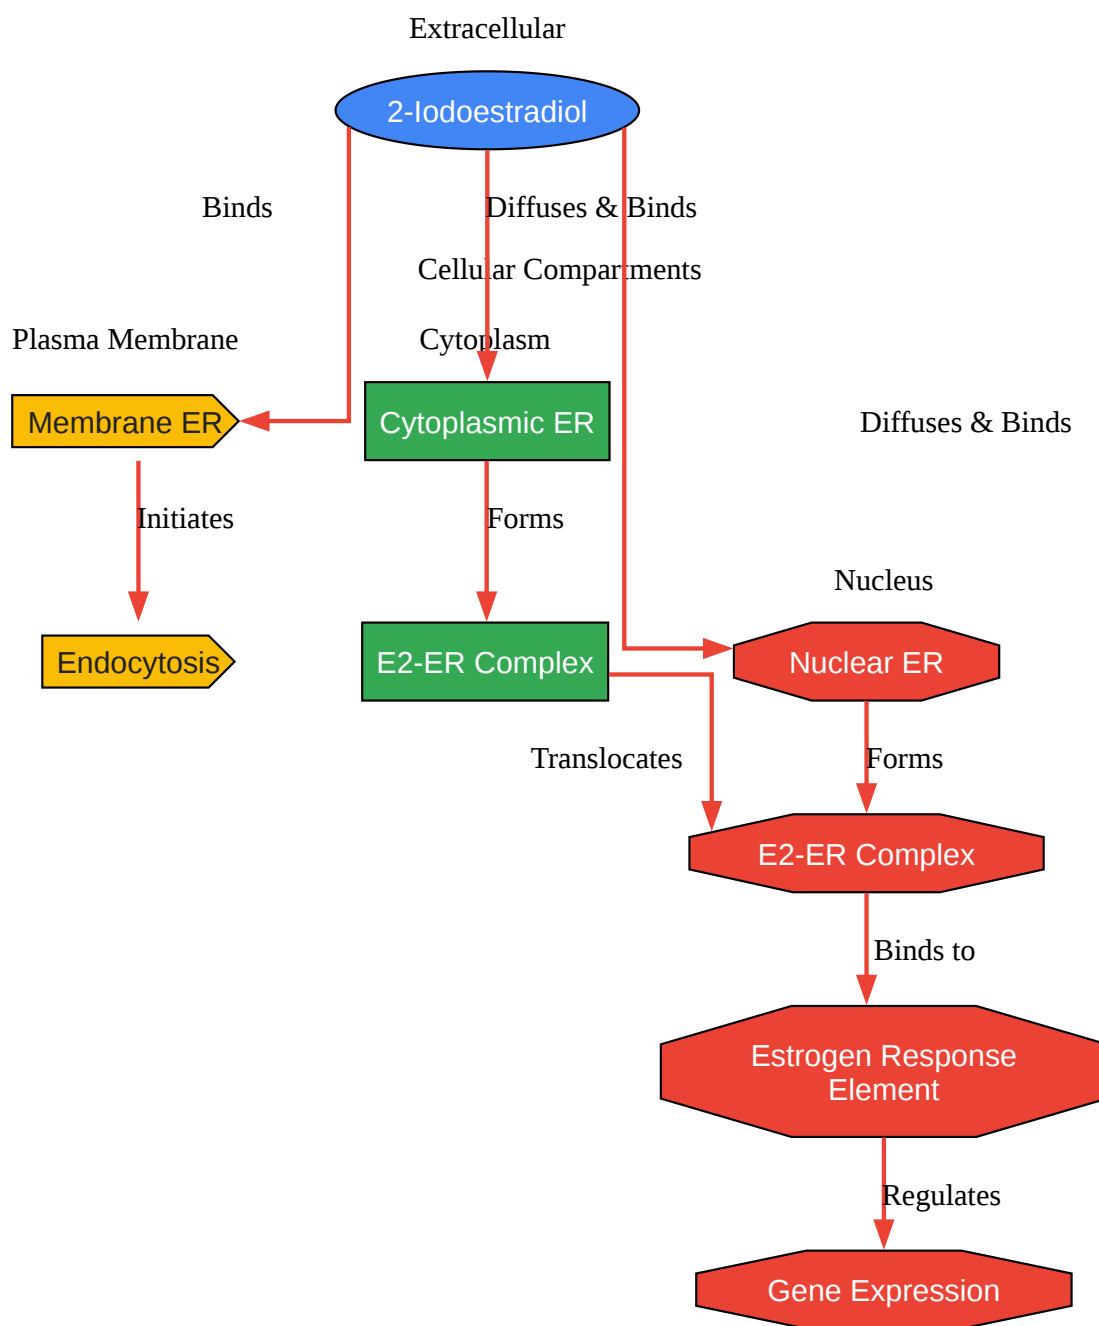 Extracellular
2-Iodoestradiol
Binds
Diffuses & Binds
Cellular Compartments
Plasma Membrane
Cytoplasm
Membrane ER
Cytoplasmic ER
Diffuses & Binds
Initiates
Forms
Nucleus
Endocytosis
E2-ER Complex
Nuclear ER
Translocates
Forms
E2-ER Complex
Binds to
Estrogen Response
Element
Regulates
Gene Expression